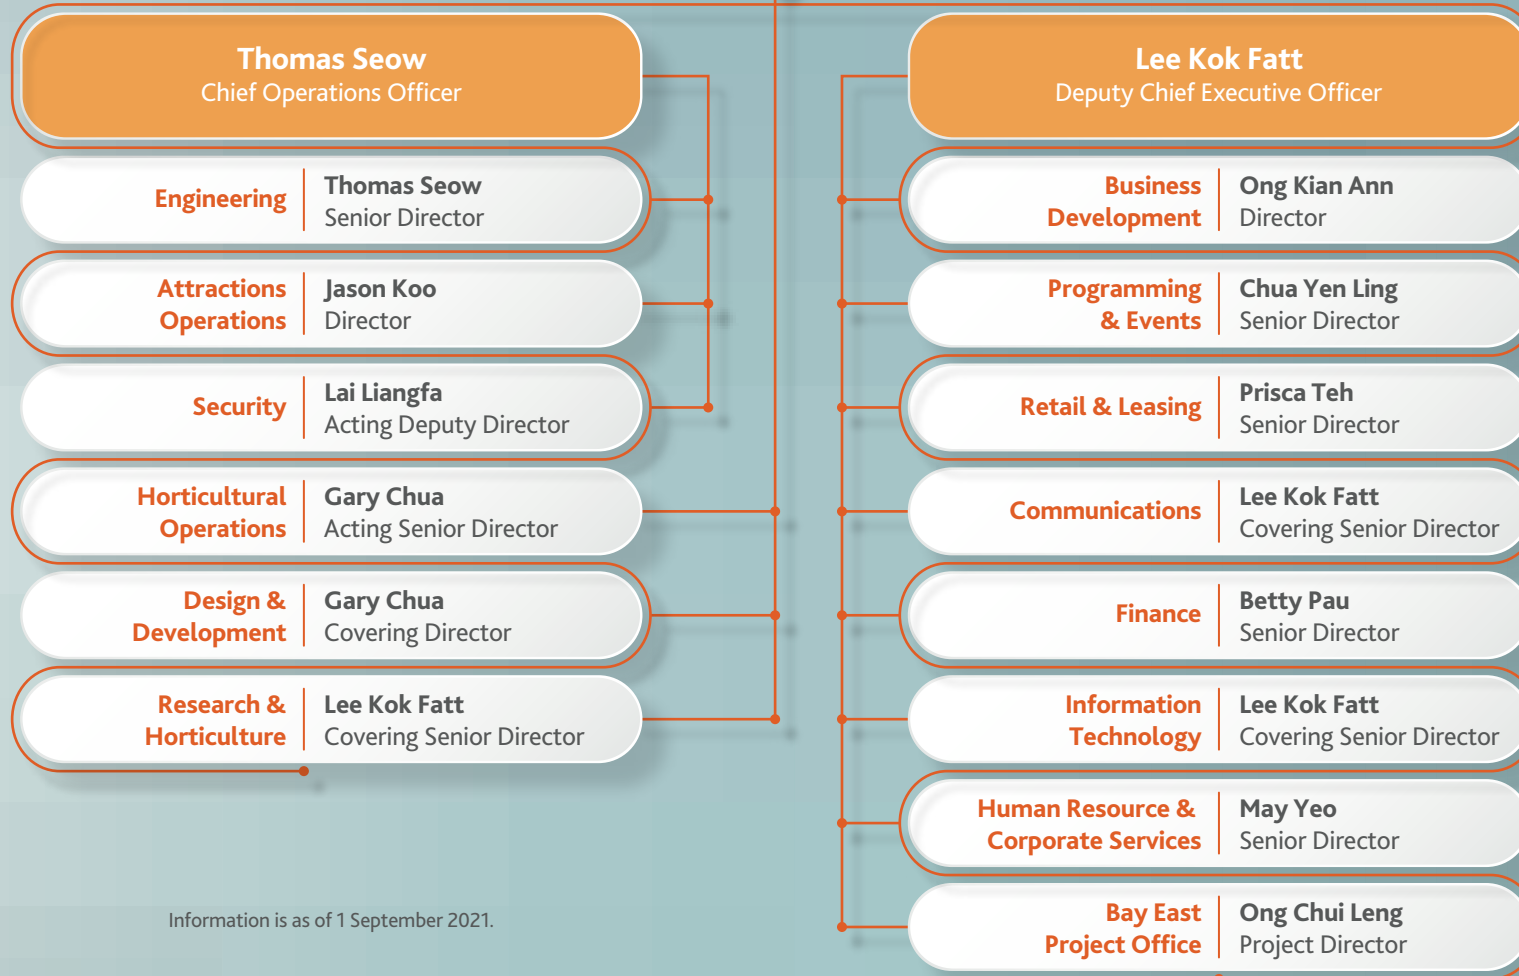 Thomas Seow
Chief Operations Officer
Engineering
Thomas Seow
Senior Director
Attractions
Operations
Jason Koo
Director
Security
Lai Liangfa
Acting Deputy Director
Horticultural
Operations
Gary Chua
Acting Senior Director
Design &
Development
Gary Chua
Covering Director
Research &
Horticulture
Lee Kok Fatt
Covering Senior Director
Information is as of 1 September 2021.
Lee Kok Fatt
Deputy Chief Executive Officer
Business
Development
Ong Kian Ann
Director
Programming
& Events
Chua Yen Ling
Senior Director
Retail & Leasing
Prisca Teh
Senior Director
Communications
Lee Kok Fatt
Covering Senior Director
Finance
Betty Pau
Senior Director
Information
Technology
Lee Kok Fatt
Covering Senior Director
Human Resource &
Corporate Services
May Yeo
Senior Director
Bay East
Project Office
Ong Chui Leng
Project Director